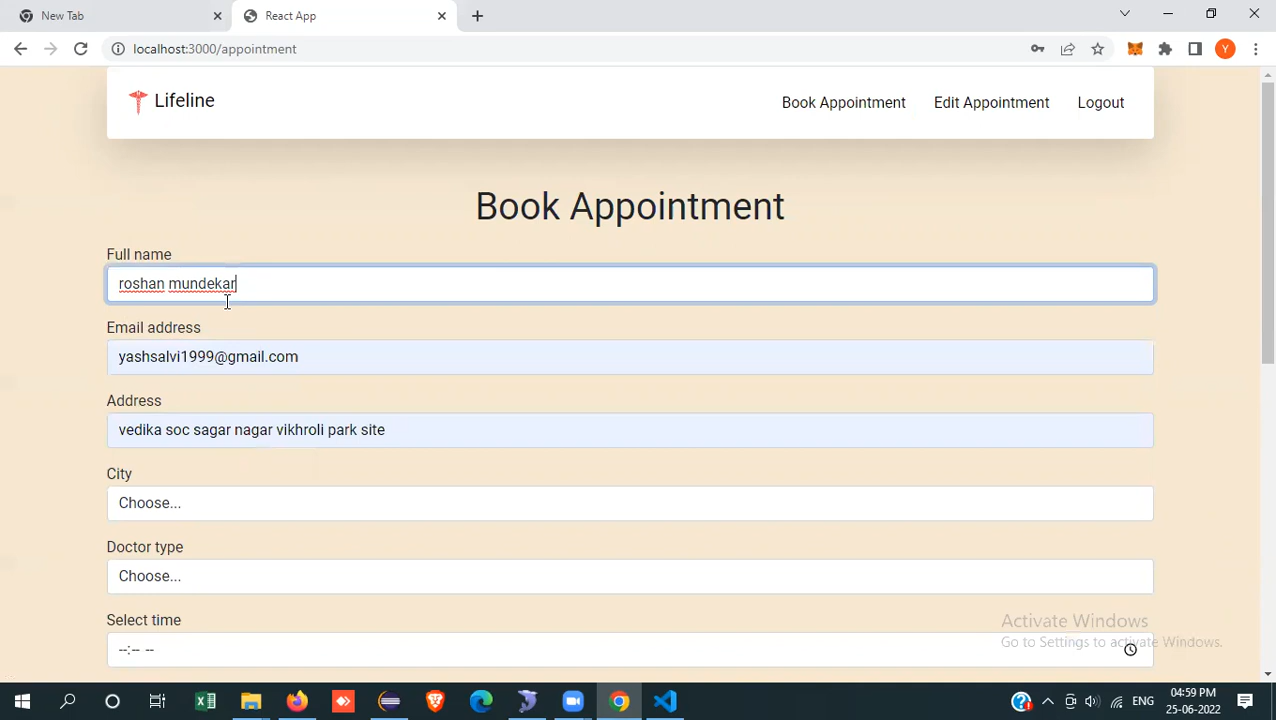 New Tab
React App
localhost:3000/appointment
Y
Lifeline
Book Appointment
Edit Appointment
Logout
Book Appointment
Full name
roshan mundekar
Email address
yashsalvi1999@gmail.com
Address
vedika soc sagar nagar vikhroli park site
City
Choose...
Doctor type
Choose...
Select time
--:-- --
Activate Windows
Go to Settings to activate Windows.
ENG
04:59 PM
25-06-2022